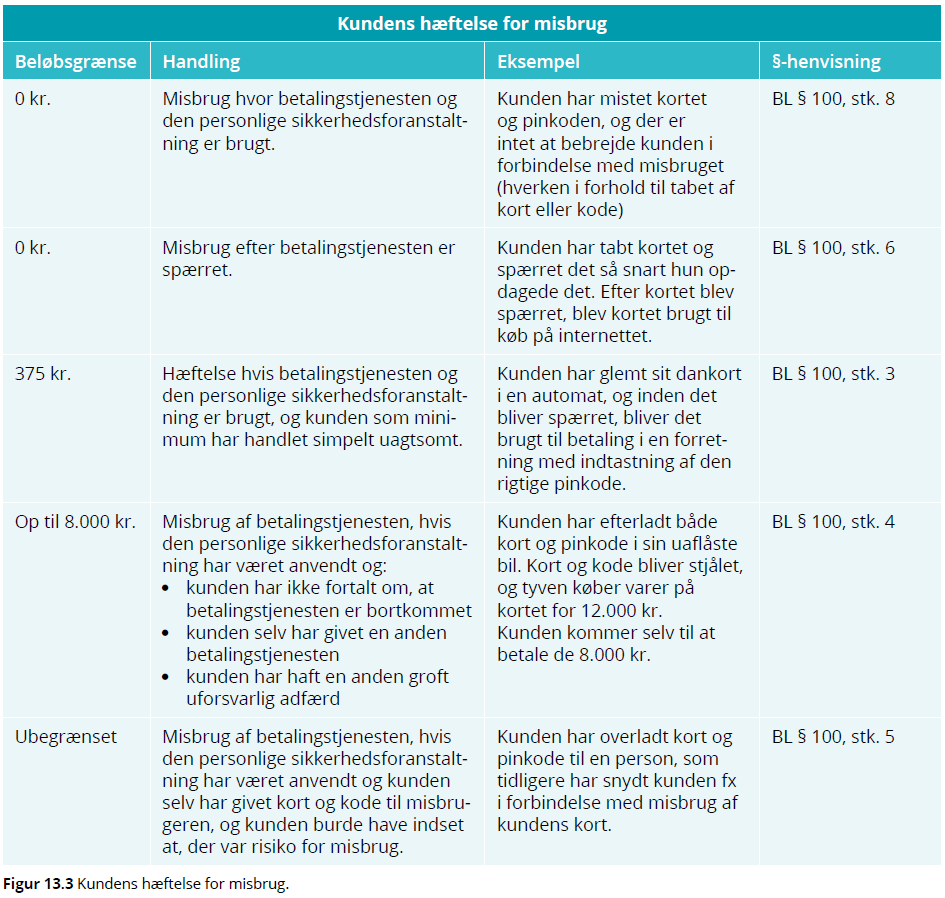 Kundens hæftelse for misbrug
Beløbsgrænse
Handling
Eksempel
§-henvisning
0 kr.
Misbrug hvor betalingstjenesten og
den personlige sikkerhedsforanstalt-
ning er brugt.
Kunden har mistet kortet
og pinkoden, og der er
intet at bebrejde kunden i
forbindelse med misbruget
(hverken i forhold til tabet af
kort eller kode)
BL § 100, stk. 8
0 kr.
Misbrug efter betalingstjenesten er
spærret.
Kunden har tabt kortet og
spærret det så snart hun op-
dagede det. Efter kortet blev
spærret, blev kortet brugt til
køb på internettet.
BL § 100, stk. 6
375 kr.
Hæftelse hvis betalingstjenesten og
den personlige sikkerhedsforanstalt-
ning er brugt, og kunden som mini-
mum har handlet simpelt uagtsomt.
Kunden har glemt sit dankort
i en automat, og inden det
bliver spærret, bliver det
brugt til betaling i en forret-
ning med indtastning af den
rigtige pinkode.
BL § 100, stk. 3
Op til 8.000 kr.
Misbrug af betalingstjenesten, hvis
den personlige sikkerhedsforanstalt-
ning har været anvendt og:
• kunden har ikke fortalt om, at
betalingstjenesten er bortkommet
• kunden selv har givet en anden
betalingstjenesten
• kunden har haft en anden groft
uforsvarlig adfærd
Kunden har efterladt både
kort og pinkode i sin uaflåste
bil. Kort og kode bliver stjålet,
og tyven køber varer på
kortet for 12.000 kr.
Kunden kommer selv til at
betale de 8.000 kr.
BL § 100, stk. 4
Ubegrænset
Misbrug af betalingstjenesten, hvis
den personlige sikkerhedsforanstalt-
ning har været anvendt og kunden
selv har givet kort og kode til misbru-
geren, og kunden burde have indset
at, der var risiko for misbrug.
Kunden har overladt kort og
pinkode til en person, som
tidligere har snydt kunden fx
i forbindelse med misbrug af
kundens kort.
BL § 100, stk. 5
Figur 13.3 Kundens hæftelse for misbrug.